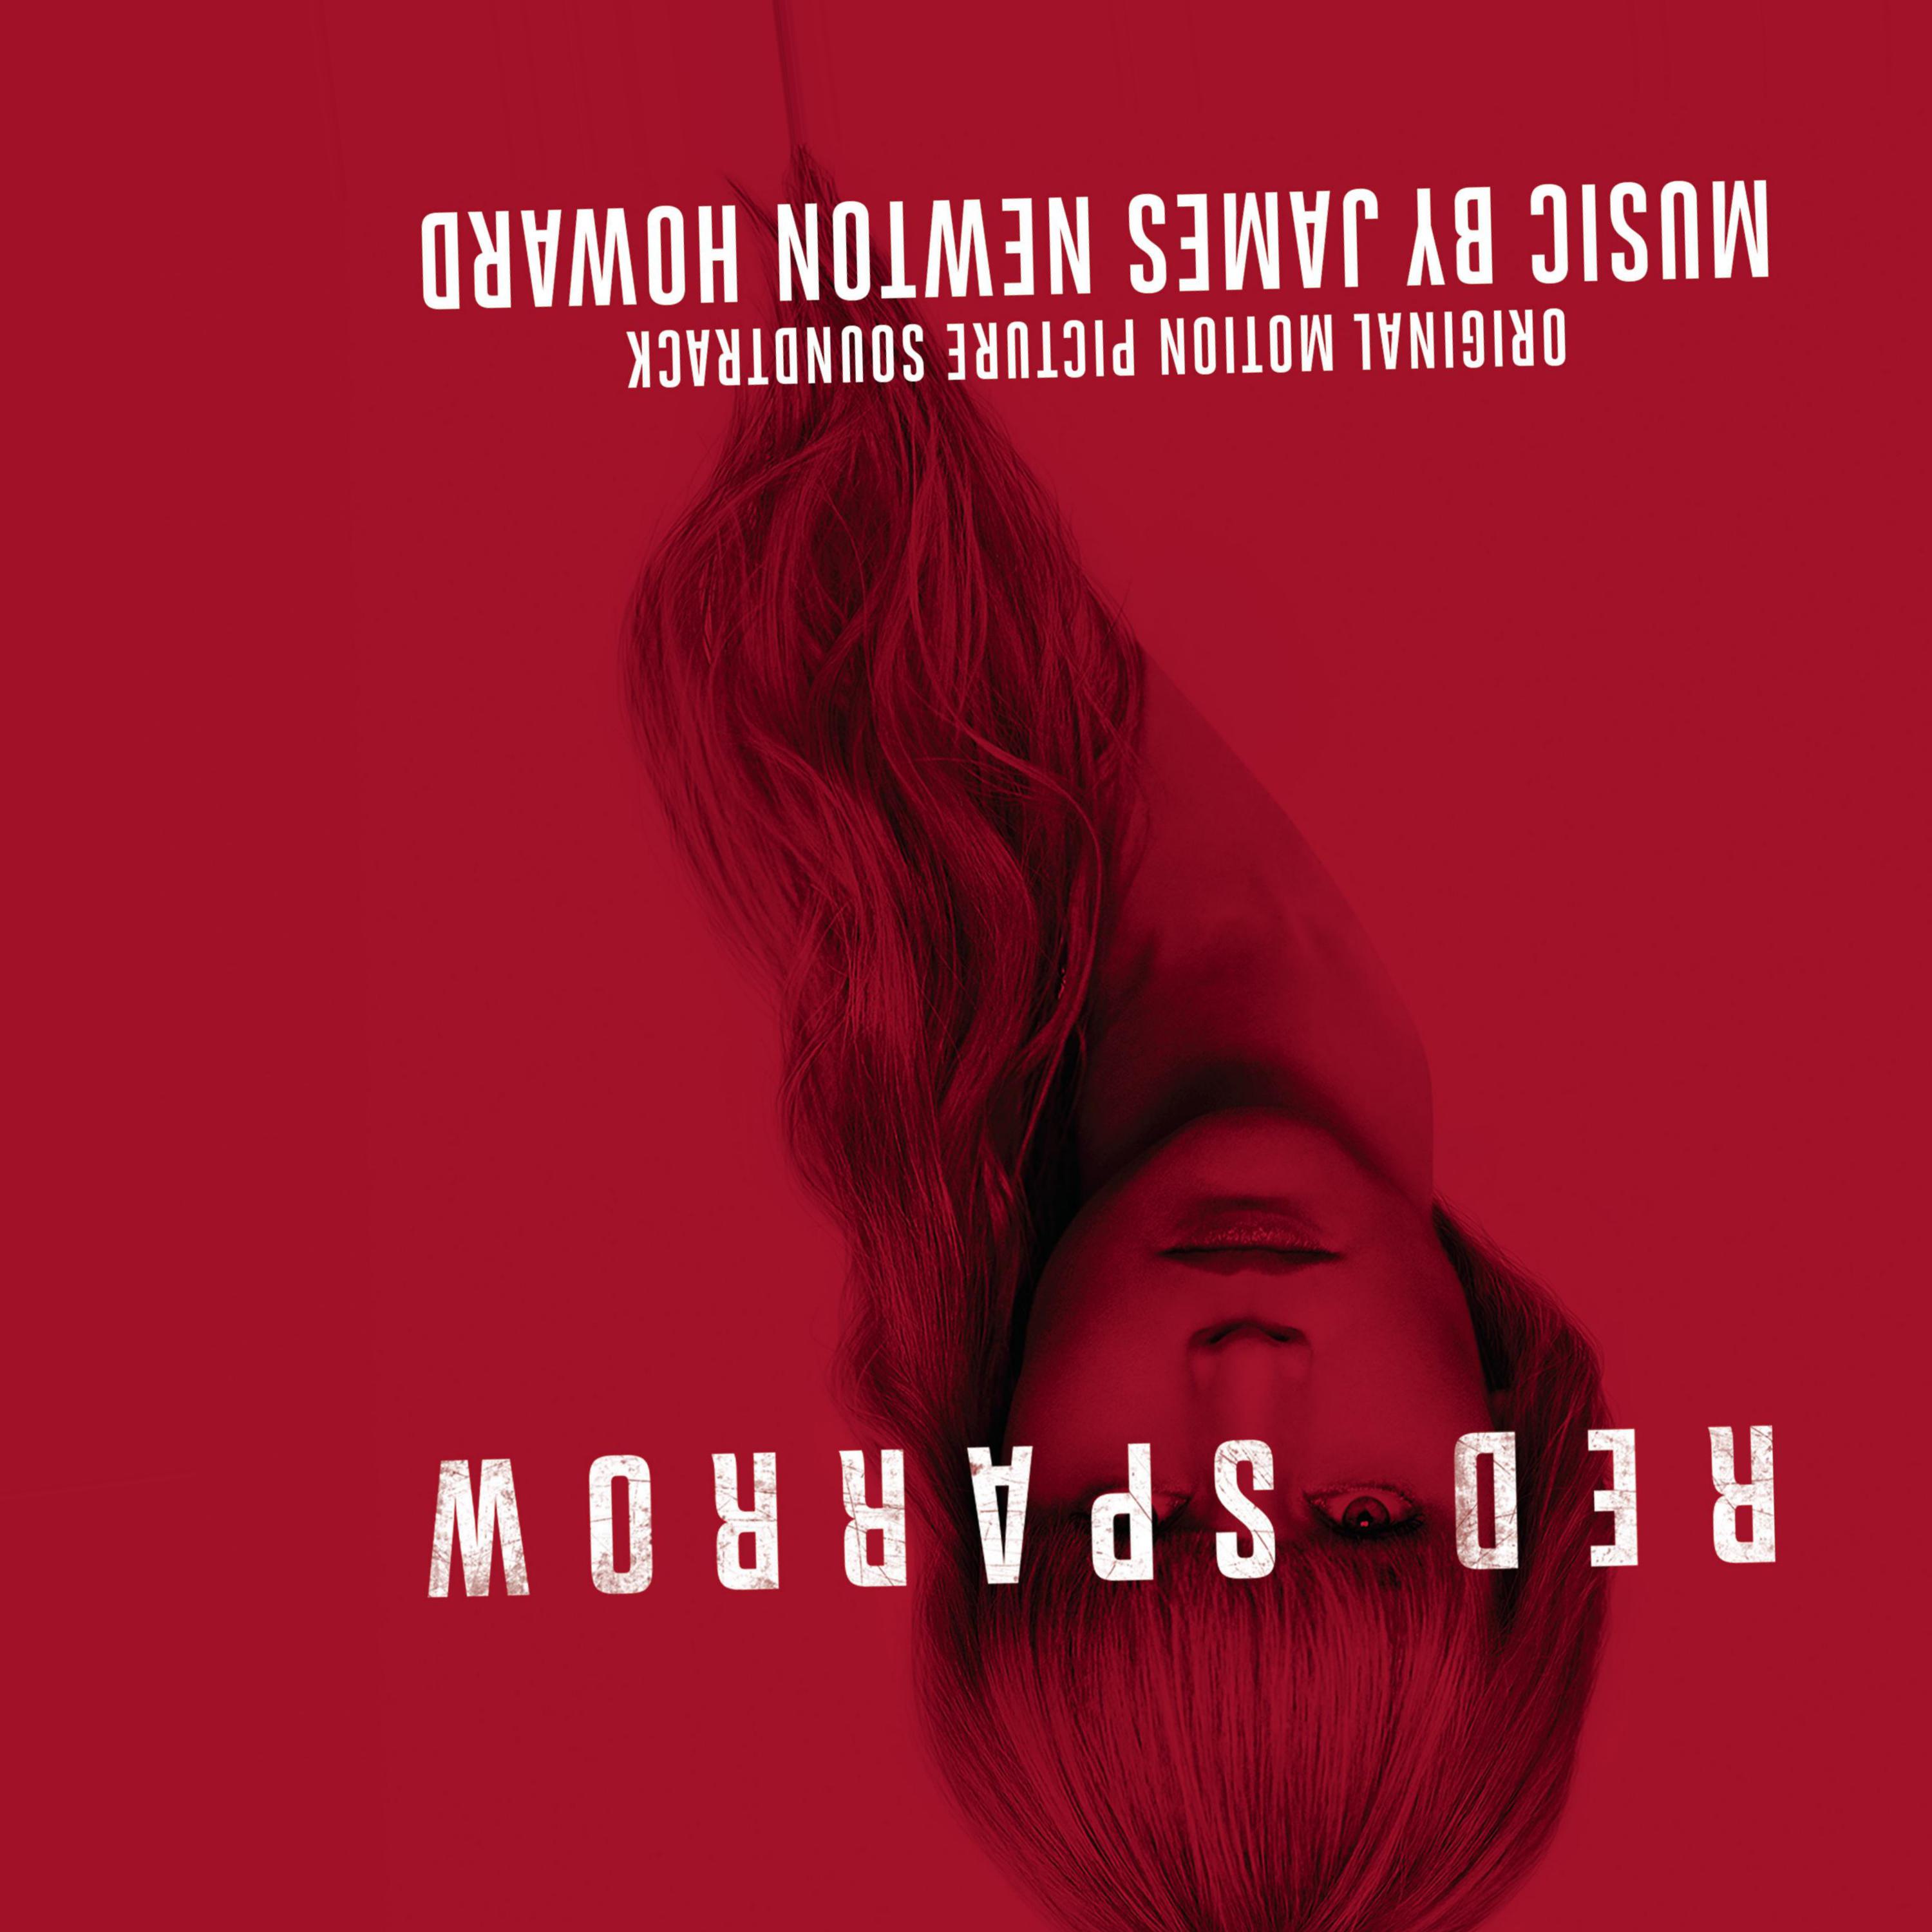 RED SPARROW
ORIGINAL MOTION PICTURE SOUNDTRACK
MUSIC BY JAMES NEWTON HOWARD